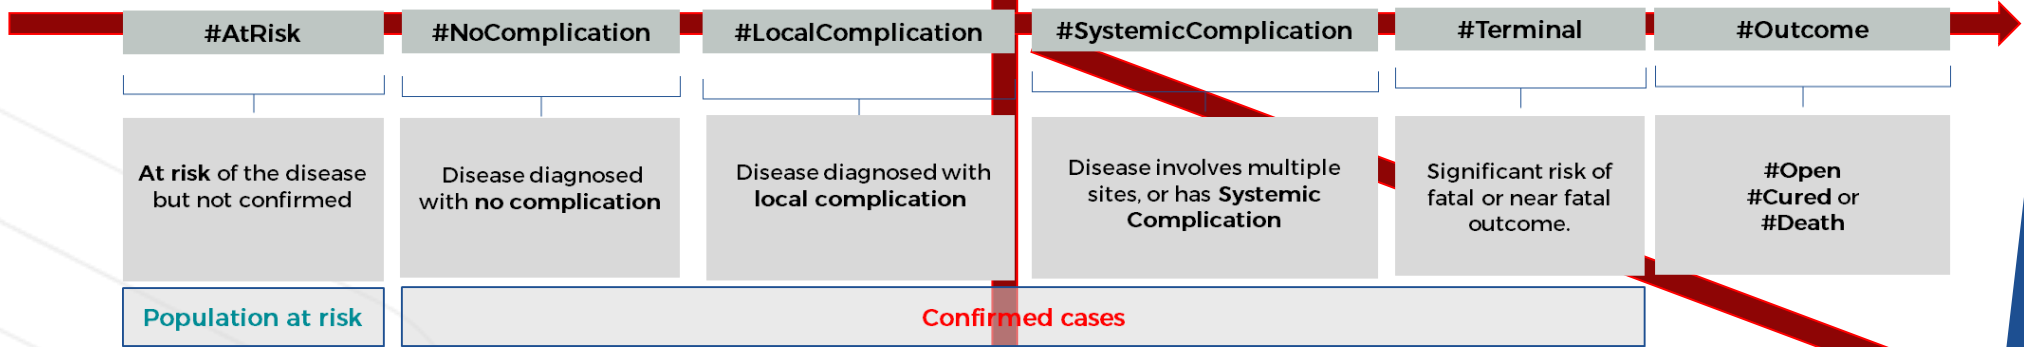 #AtRisk
#NoComplication
#LocalComplication
#SystemicComplication
#Terminal
#Outcome
At risk of the disease
but not confirmed
Disease diagnosed
with no complication
Disease diagnosed with
local complication
Disease involves multiple
sites, or has Systemic
Complication
Significant risk of
fatal or near fatal
outcome.
#Open
#Cured or
#Death
Population at risk
Confirmed cases